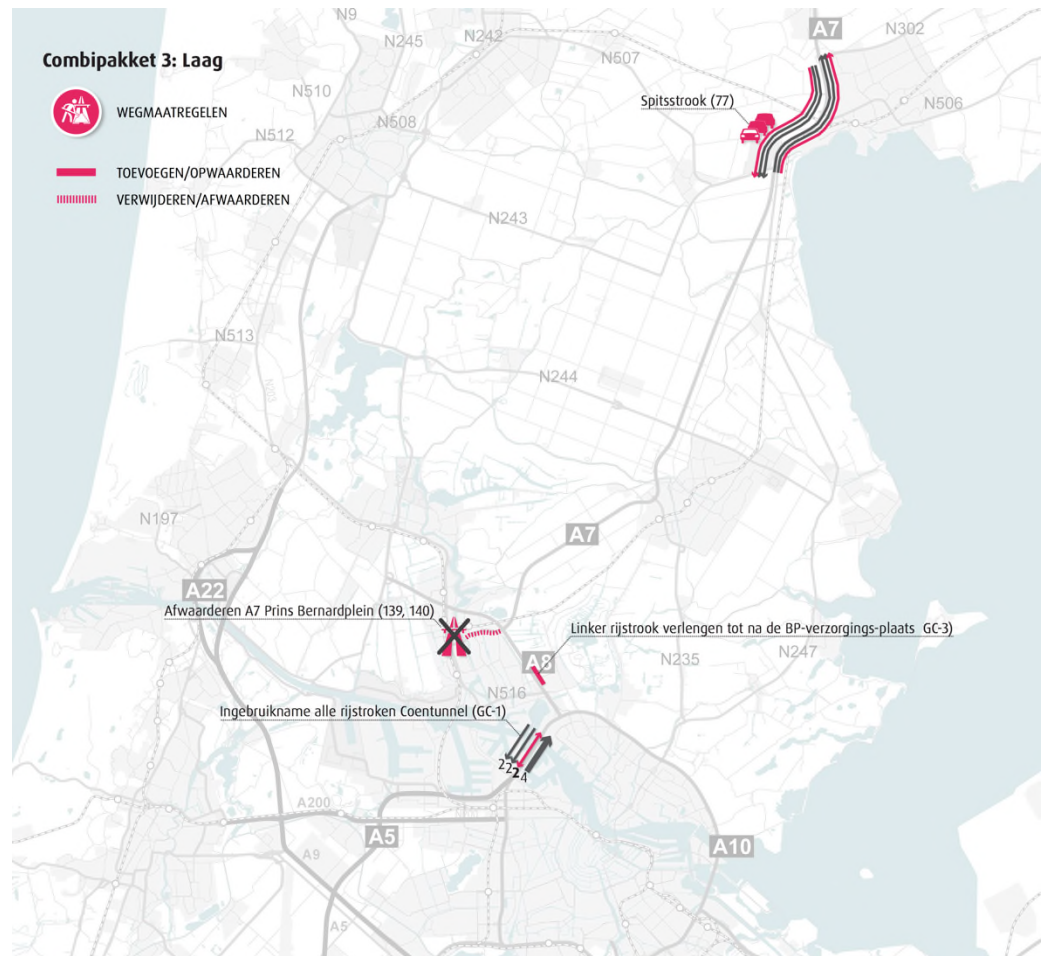 Combipakket 3: Laag
WEGMAATREGELEN
TOEVOEGEN/OPWAARDEREN
VERWIJDEREN/AFWAARDEREN
N9
N242
N245
A7
N302
N507
N510
Spitsstrook (77)
N506
N508
N512
N243
N513
N244
N203
N197
A7
A22
Afwaarderen A7 Prins Bernardplein (139, 140)
Linker rijstrook verlengen tot na de BP-verzorgings-plaats GC-3)
A8
N235
N247
N516
Ingebruikname alle rijstroken Coentunnel (GC-1)
2
2
2
4
A200
A5
A10
A9
A5